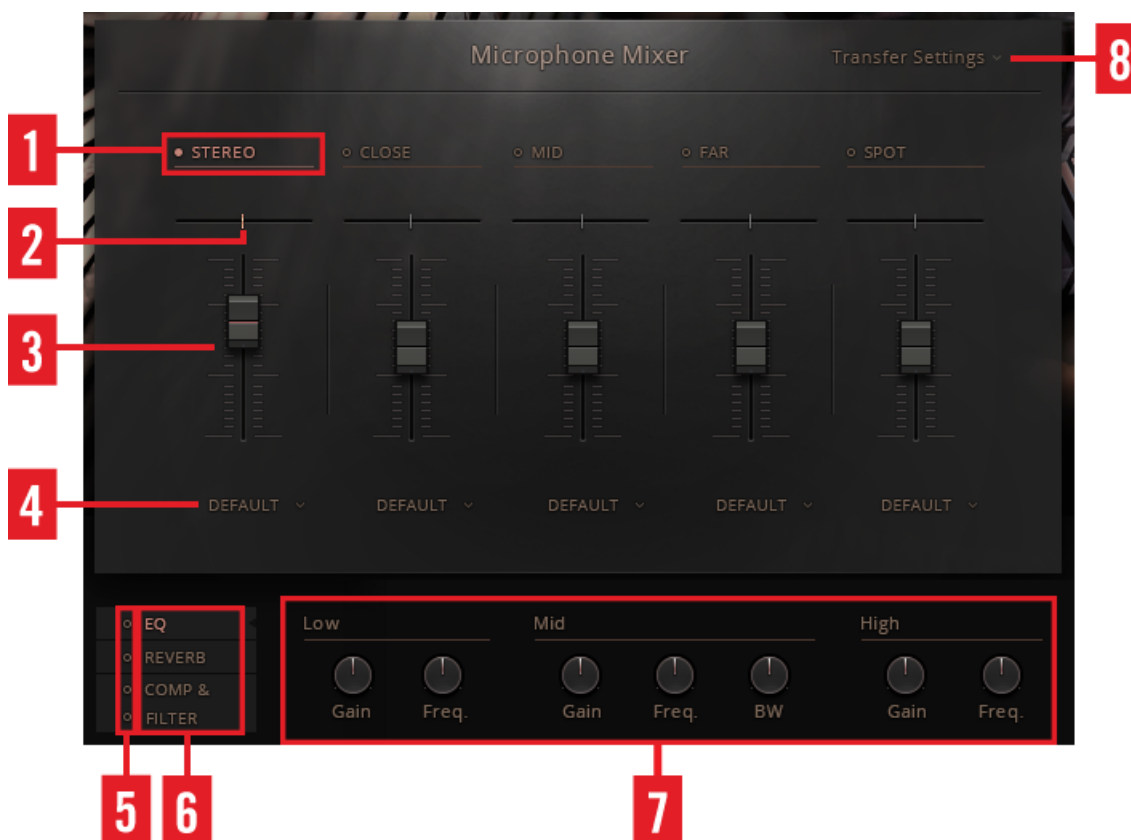 Microphone Mixer
Transfer Settings
8
1
STEREO
CLOSE
MID
FAR
SPOT
2
3
4
DEFAULT
DEFAULT
DEFAULT
DEFAULT
DEFAULT
EQ
REVERB
COMP &
FILTER
Low
Mid
High
Gain
Freq.
Gain
Freq.
BW
Gain
Freq.
5
6
7